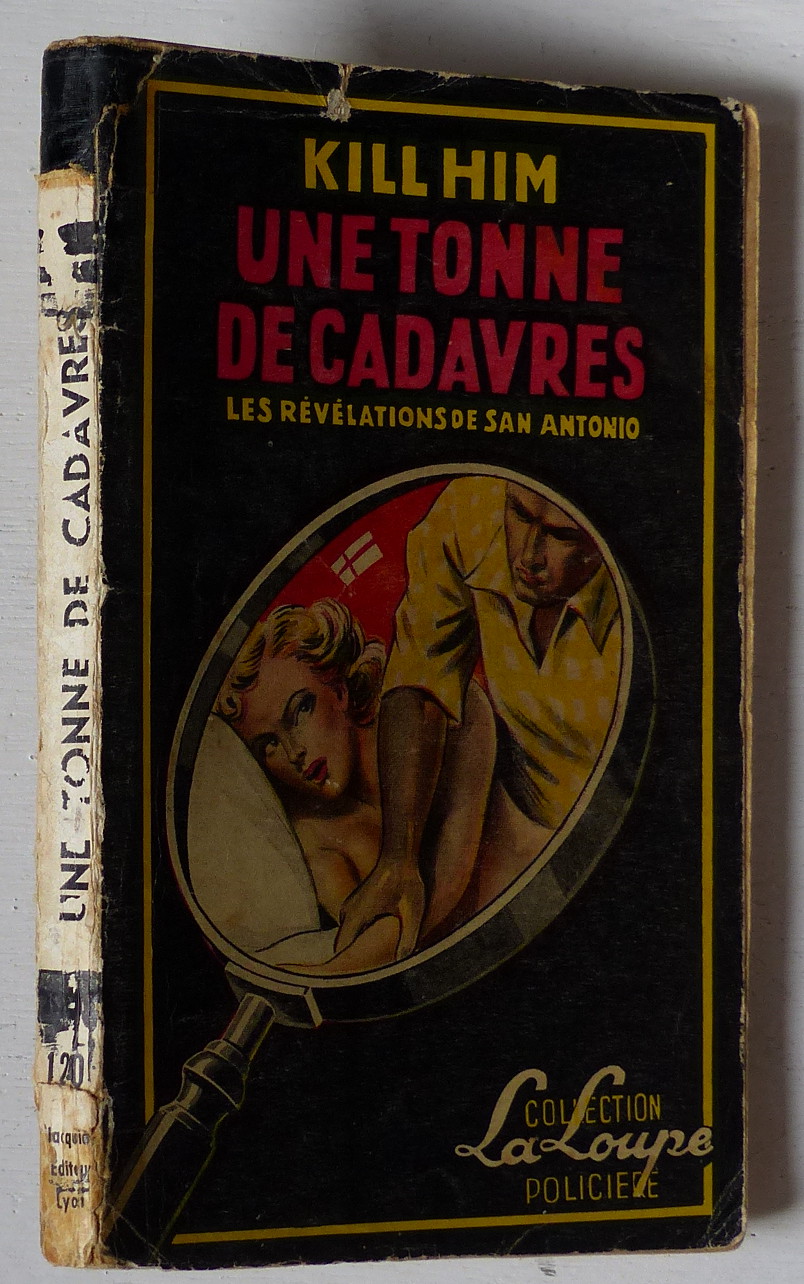 KILL HIM
UNE TONNE
DE CADAVRES
LES RÉVÉLATIONS DE SAN ANTONIO
COLLECTION
La Loupe
POLICIERE
UNE TONNE DE CADAVRES
120